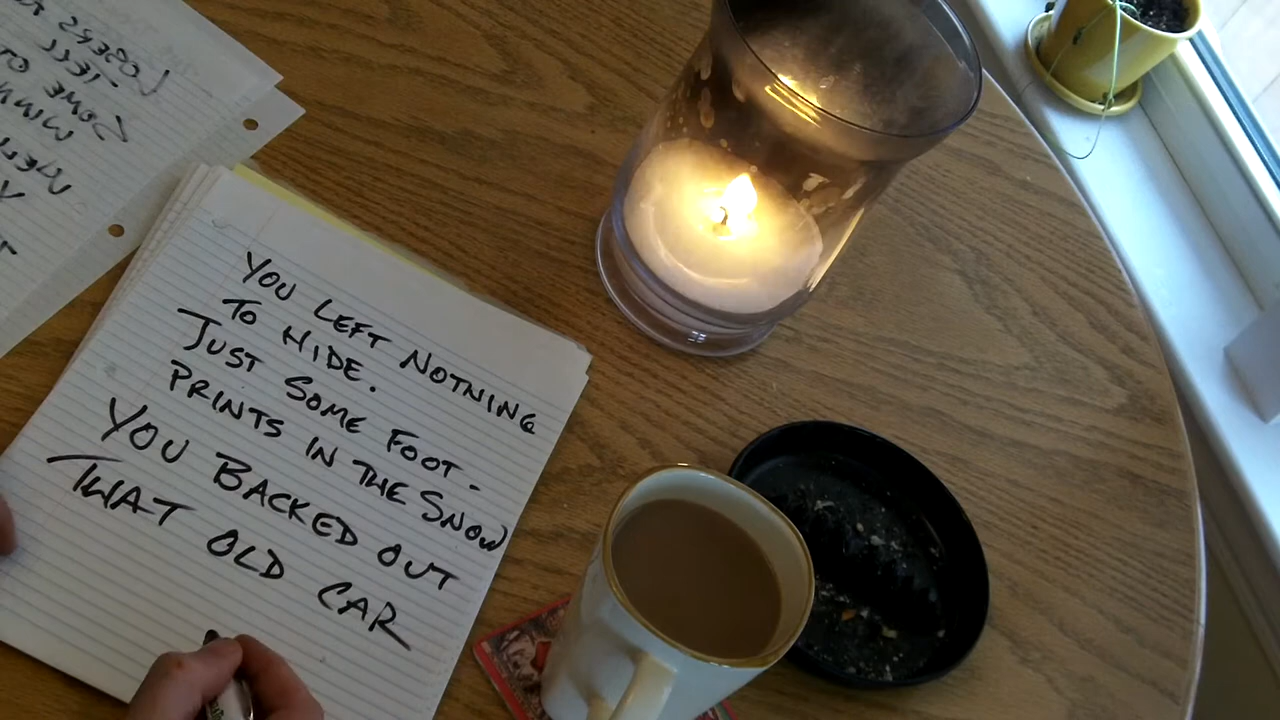 YOU LEFT NOTHING
TO HIDE.
JUST SOME FOOT-
PRINTS IN THE SNOW
YOU BACKED OUT
THAT OLD CAR